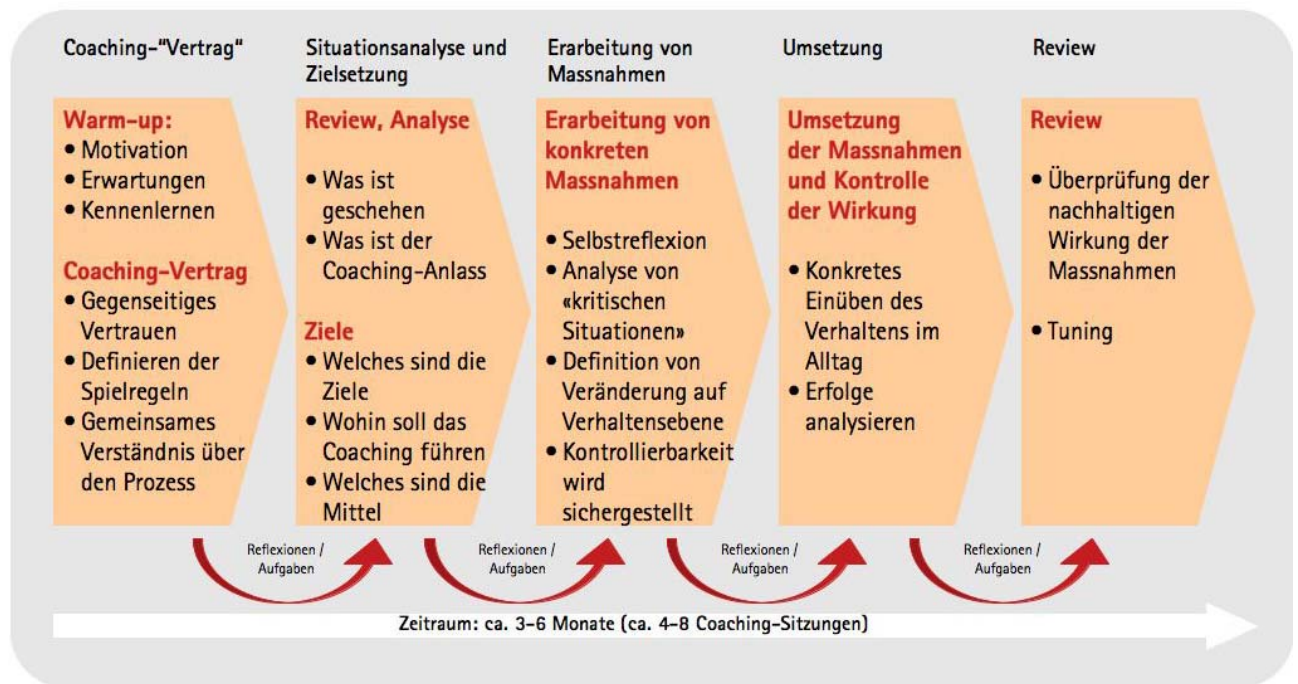 Coaching-“Vertrag“
Situationsanalyse und
Zielsetzung
Erarbeitung von
Massnahmen
Umsetzung
Review
Warm-up:
• Motivation
• Erwartungen
• Kennenlernen
Coaching-Vertrag
• Gegenseitiges
Vertrauen
• Definieren der
Spielregeln
• Gemeinsames
Verständnis über
den Prozess
Review, Analyse
• Was ist
geschehen
• Was ist der
Coaching-Anlass
Ziele
• Welches sind die
Ziele
• Wohin soll das
Coaching führen
• Welches sind die
Mittel
Erarbeitung von
konkreten
Massnahmen
• Selbstreflexion
• Analyse von
«kritischen
Situationen»
• Definition von
Veränderung auf
Verhaltensebene
• Kontrollierbarkeit
wird
sichergestellt
Umsetzung
der Massnahmen
und Kontrolle
der Wirkung
• Konkretes
Einüben des
Verhaltens im
Alltag
• Erfolge
analysieren
Review
• Überprüfung der
nachhaltigen
Wirkung der
Massnahmen
• Tuning
Reflexionen /
Aufgaben
Reflexionen /
Aufgaben
Reflexionen /
Aufgaben
Reflexionen /
Aufgaben
Zeitraum: ca. 3-6 Monate (ca. 4-8 Coaching-Sitzungen)